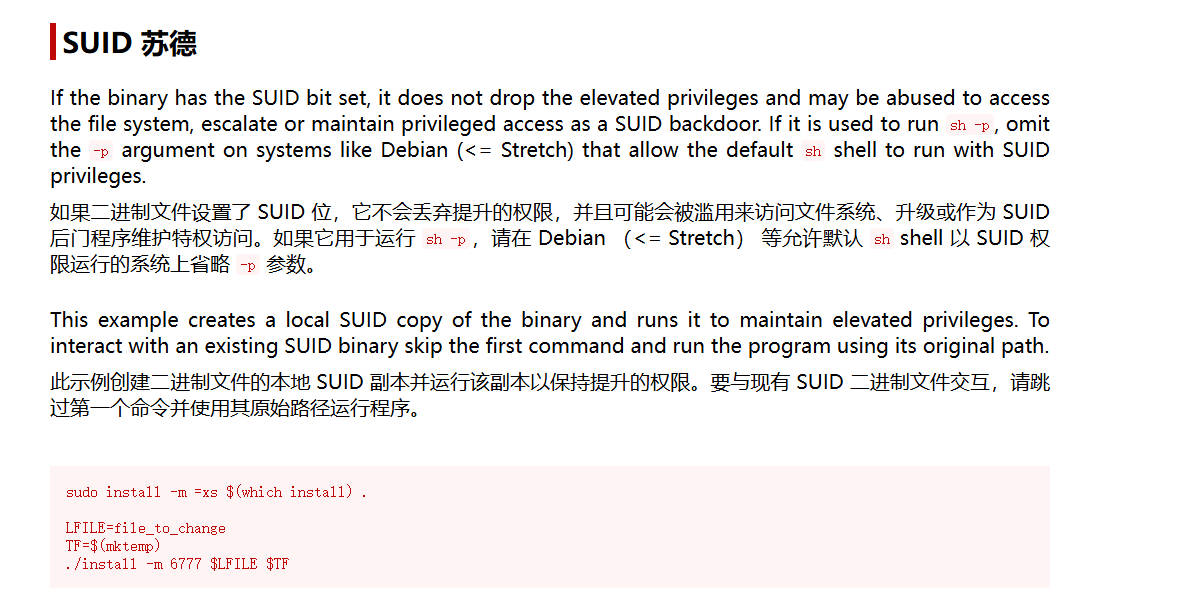 SUID 苏德
If the binary has the SUID bit set, it does not drop the elevated privileges and may be abused to access
the file system, escalate or maintain privileged access as a SUID backdoor. If it is used to run sh -p, omit
the -p argument on systems like Debian (<= Stretch) that allow the default sh shell to run with SUID
privileges.
如果二进制文件设置了 SUID 位，它不会丢弃提升的权限，并且可能会被滥用来访问文件系统、升级或作为 SUID
后门程序维护特权访问。如果它用于运行 sh -p，请在 Debian （<= Stretch） 等允许默认 sh shell 以 SUID 权
限运行的系统上省略 -p 参数。
This example creates a local SUID copy of the binary and runs it to maintain elevated privileges. To
interact with an existing SUID binary skip the first command and run the program using its original path.
此示例创建二进制文件的本地 SUID 副本并运行该副本以保持提升的权限。要与现有 SUID 二进制文件交互，请跳
过第一个命令并使用其原始路径运行程序。
sudo install -m =xs $(which install) .
LFILE=file_to_change
TF=$(mktemp)
./install -m 6777 $LFILE $TF